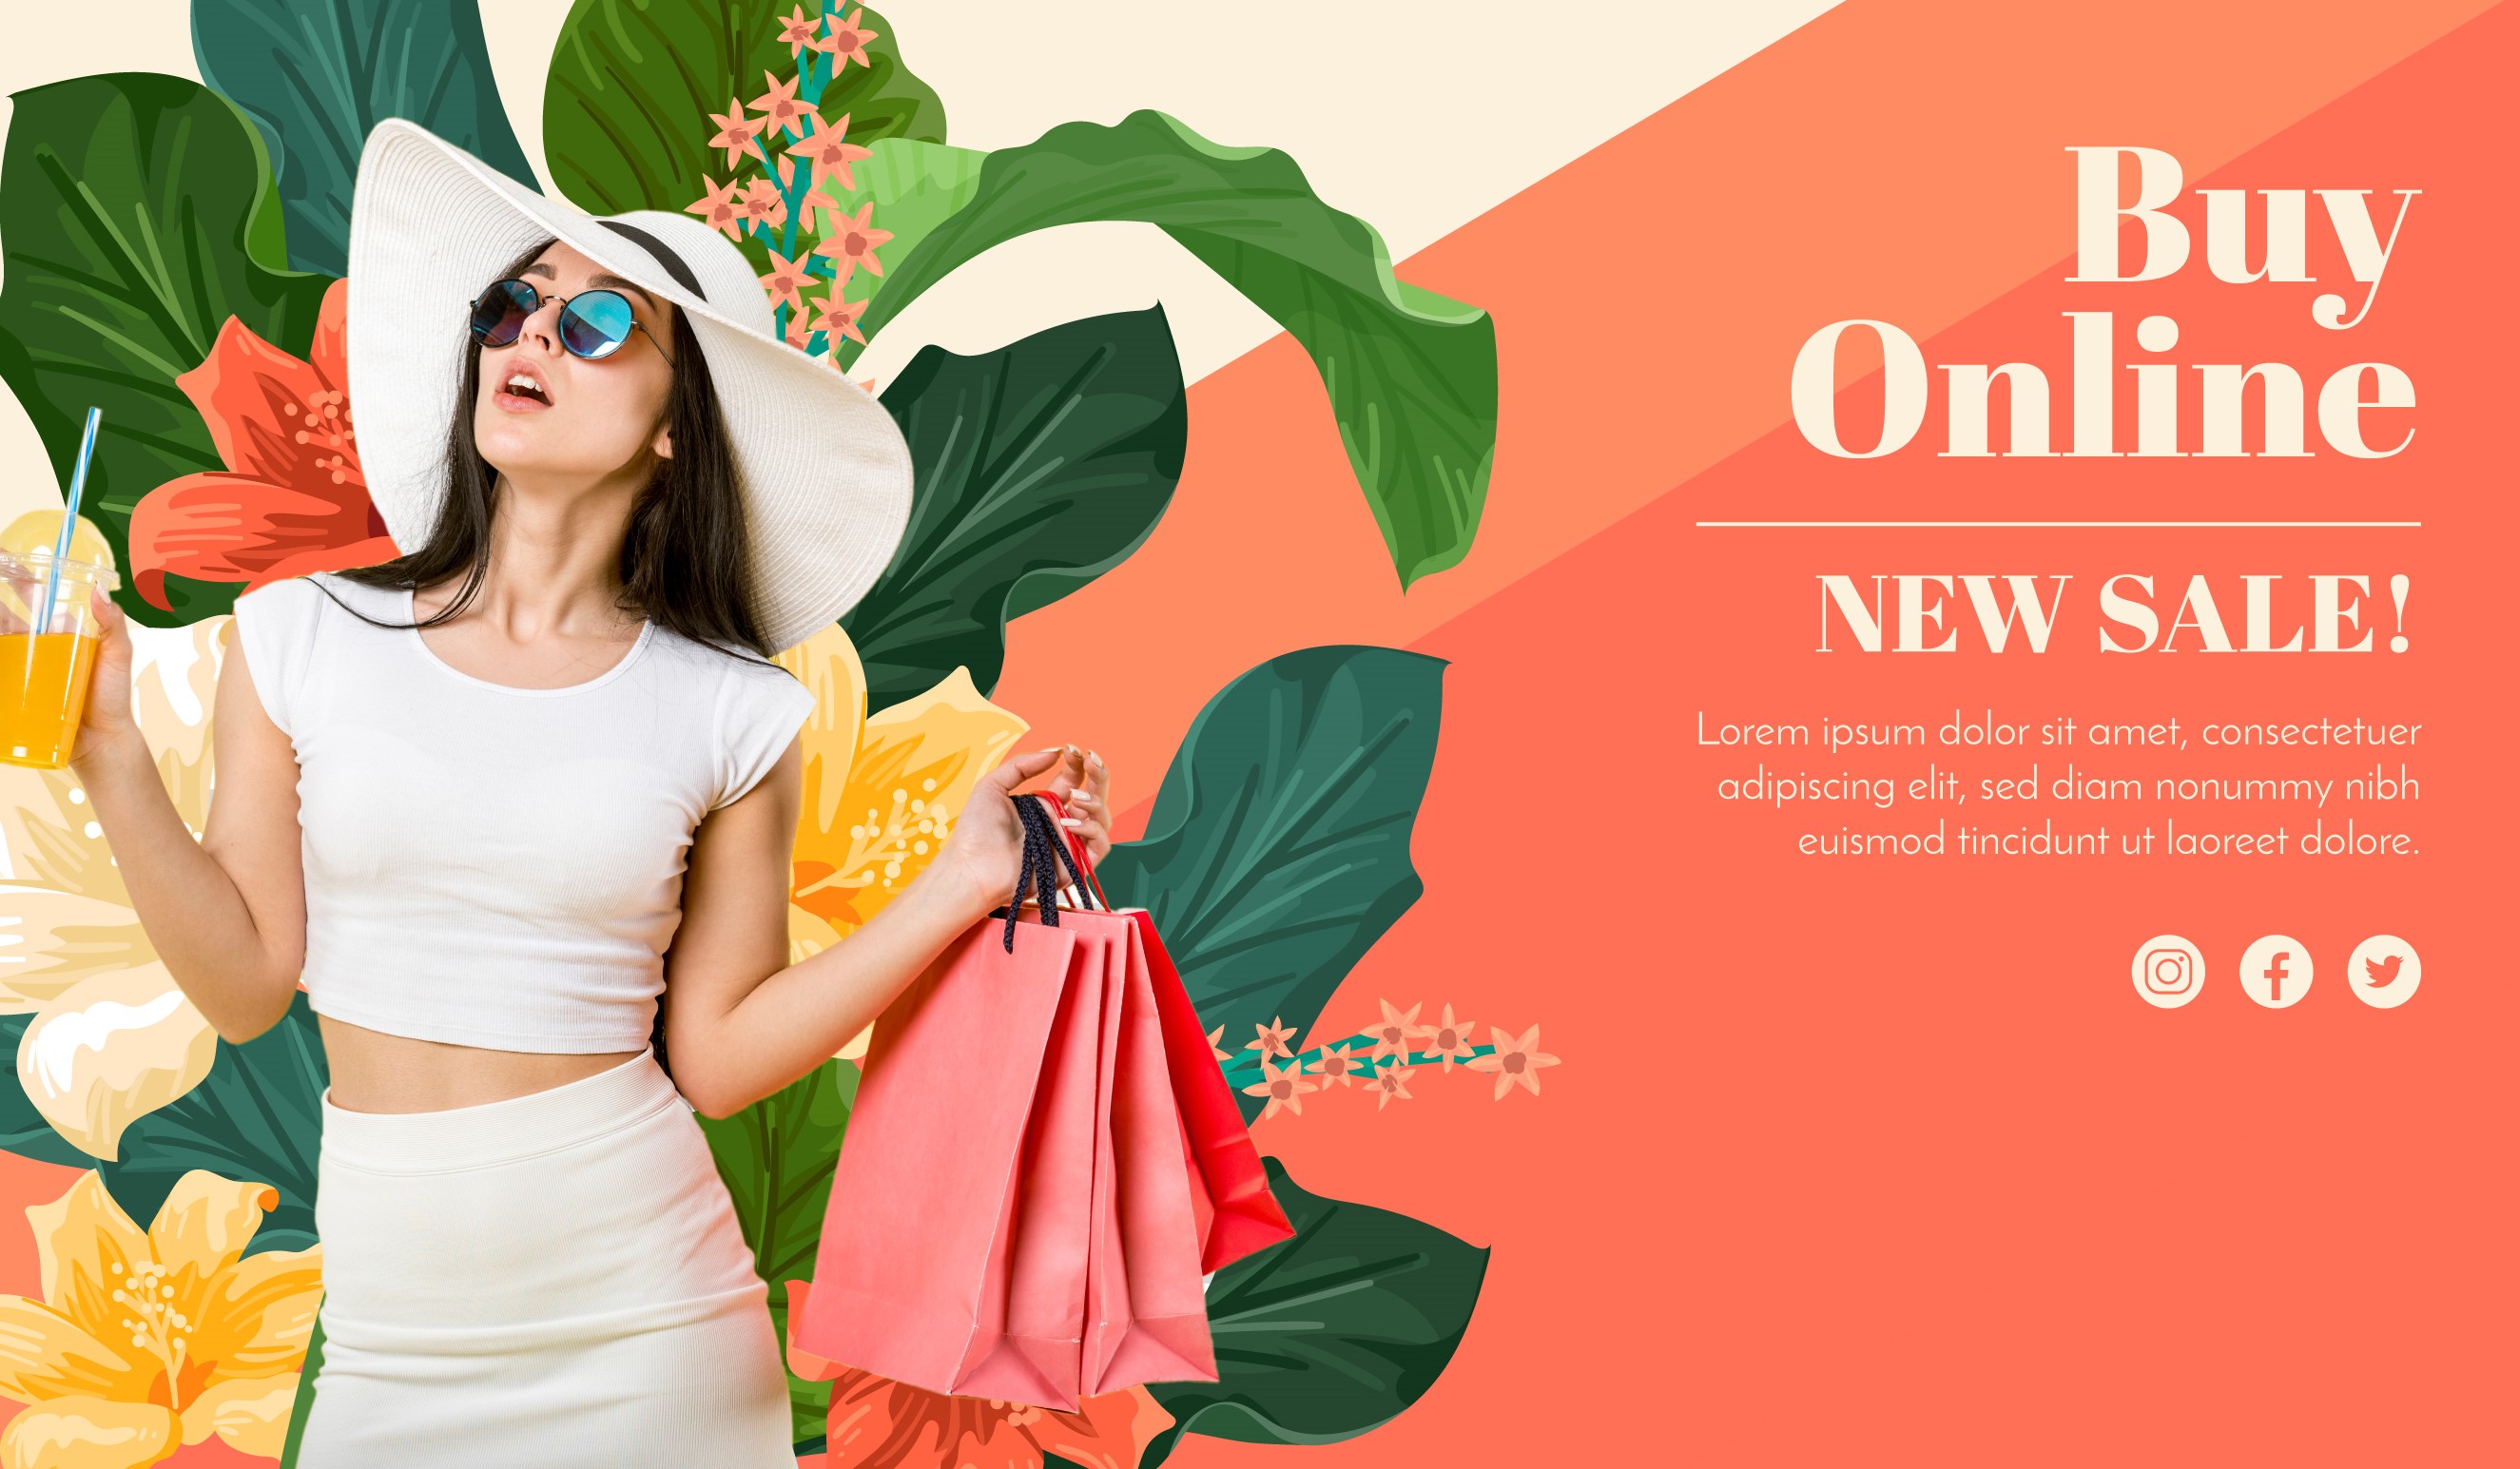 Buy
Online
NEW SALE!
Lorem ipsum dolor sit amet, consectetuer
adipiscing elit, sed diam nonummy nibh
euismod tincidunt ut laoreet dolore.